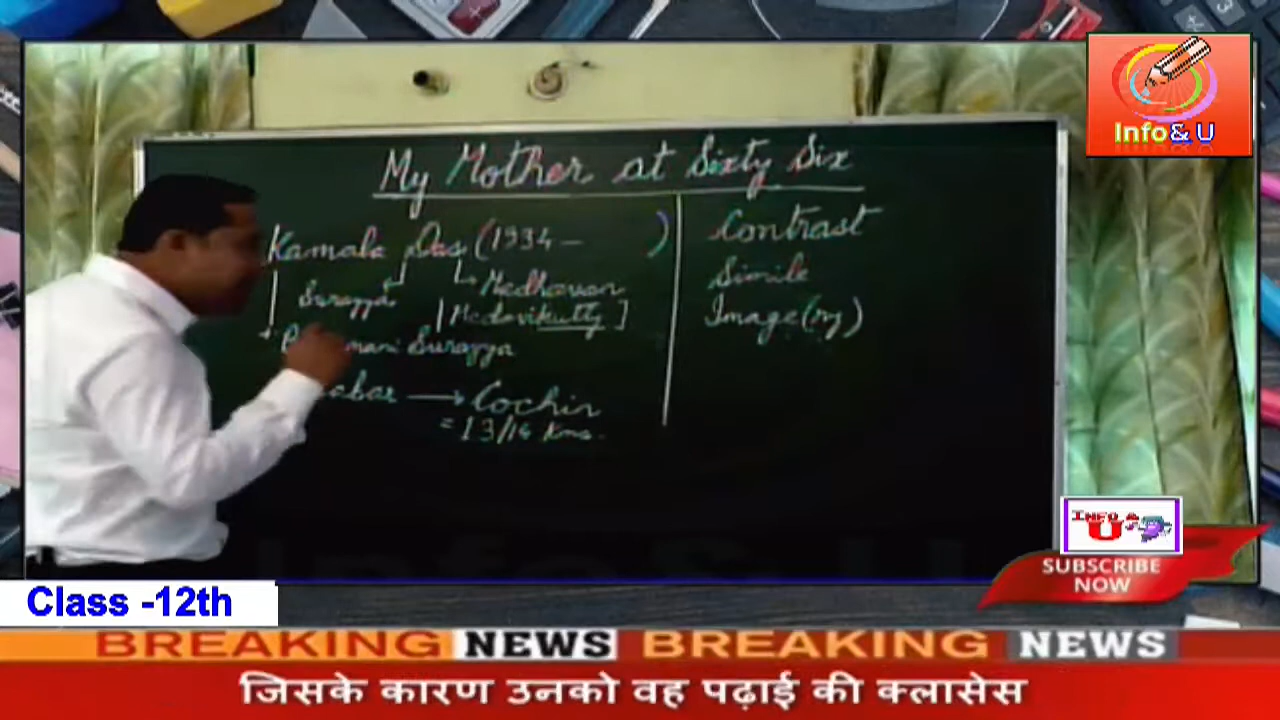 Info& U
My Mother at Sixty Six
Kamala Das (1934 - )
Surayya
Madhavan
[Madavikutty]
Surayya
Cochin
= 13/14 Kms.
Contrast
Simile
Image(ry)
INFO &
U
SUBSCRIBE
NOW
Class -12th
BREAKING NEWS BREAKING NEWS
जिसके कारण उनको वह पढ़ाई की क्लासेस